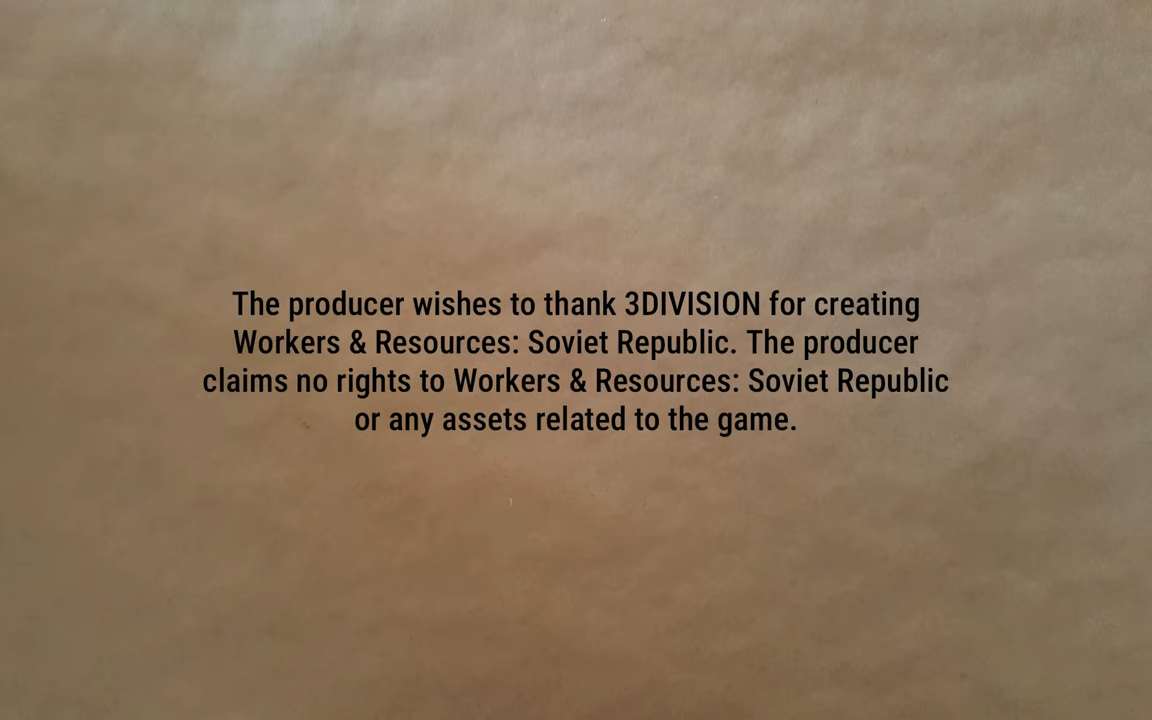 The producer wishes to thank 3DIVISION for creating
Workers & Resources: Soviet Republic. The producer
claims no rights to Workers & Resources: Soviet Republic
or any assets related to the game.